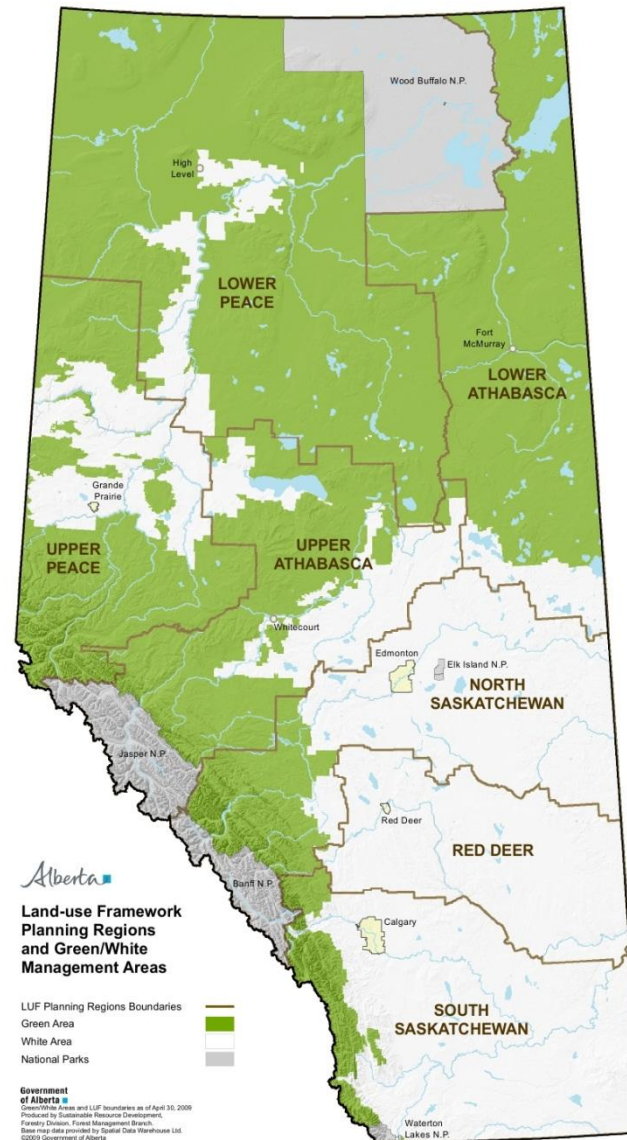 Wood Buffalo N.P.
High
Level
LOWER
PEACE
Fort
McMurray
LOWER
ATHABASCA
Grande
Prairie
UPPER
PEACE
UPPER
ATHABASCA
Whitecourt
Edmonton
Elk Island N.P.
NORTH
SASKATCHEWAN
Jasper N.P.
Red Deer
RED DEER
Banff N.P.
Calgary
SOUTH
SASKATCHEWAN
Waterton
Lakes N.P.
Alberta
Land-use Framework
Planning Regions
and Green/White
Management Areas
LUF Planning Regions Boundaries
Green Area
White Area
National Parks
Government
of Alberta
Green/White Areas and LUF boundaries as of April 30, 2009
Produced by Sustainable Resource Development,
Forestry Division, Forest Management Branch.
Base map data provided by Spatial Data Warehouse Ltd.
©2009 Government of Alberta